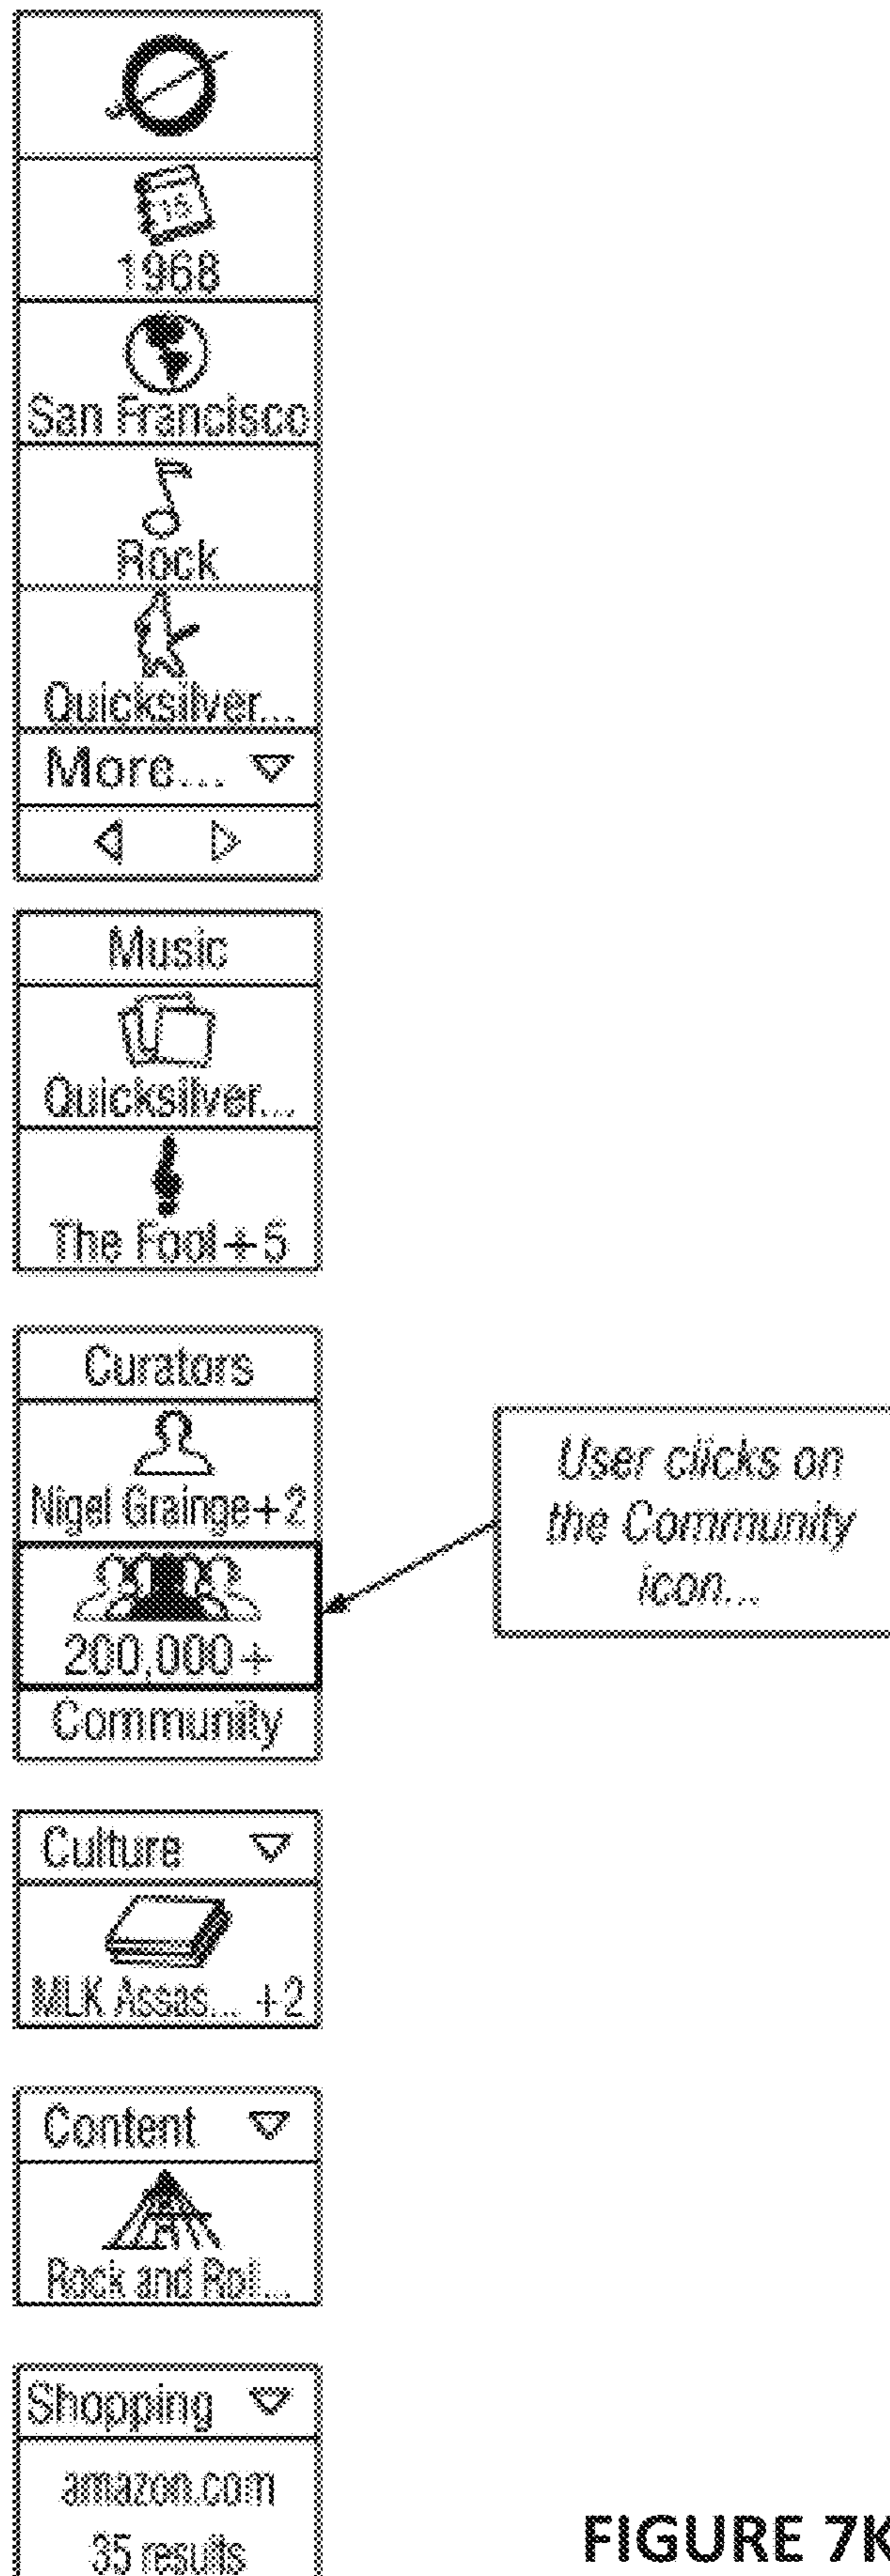 18
1968
San Francisco
Rock
Quicksilver...
More....
Music
Quicksilver...
The Fool + 5
Curators
Nigel Grainge+2
200,000 +
Community
User clicks on
the Community
icon...
Culture
MLK Assas... +2
Content
Rock and Roll...
Shopping
amazon.com
35 results
FIGURE 7K